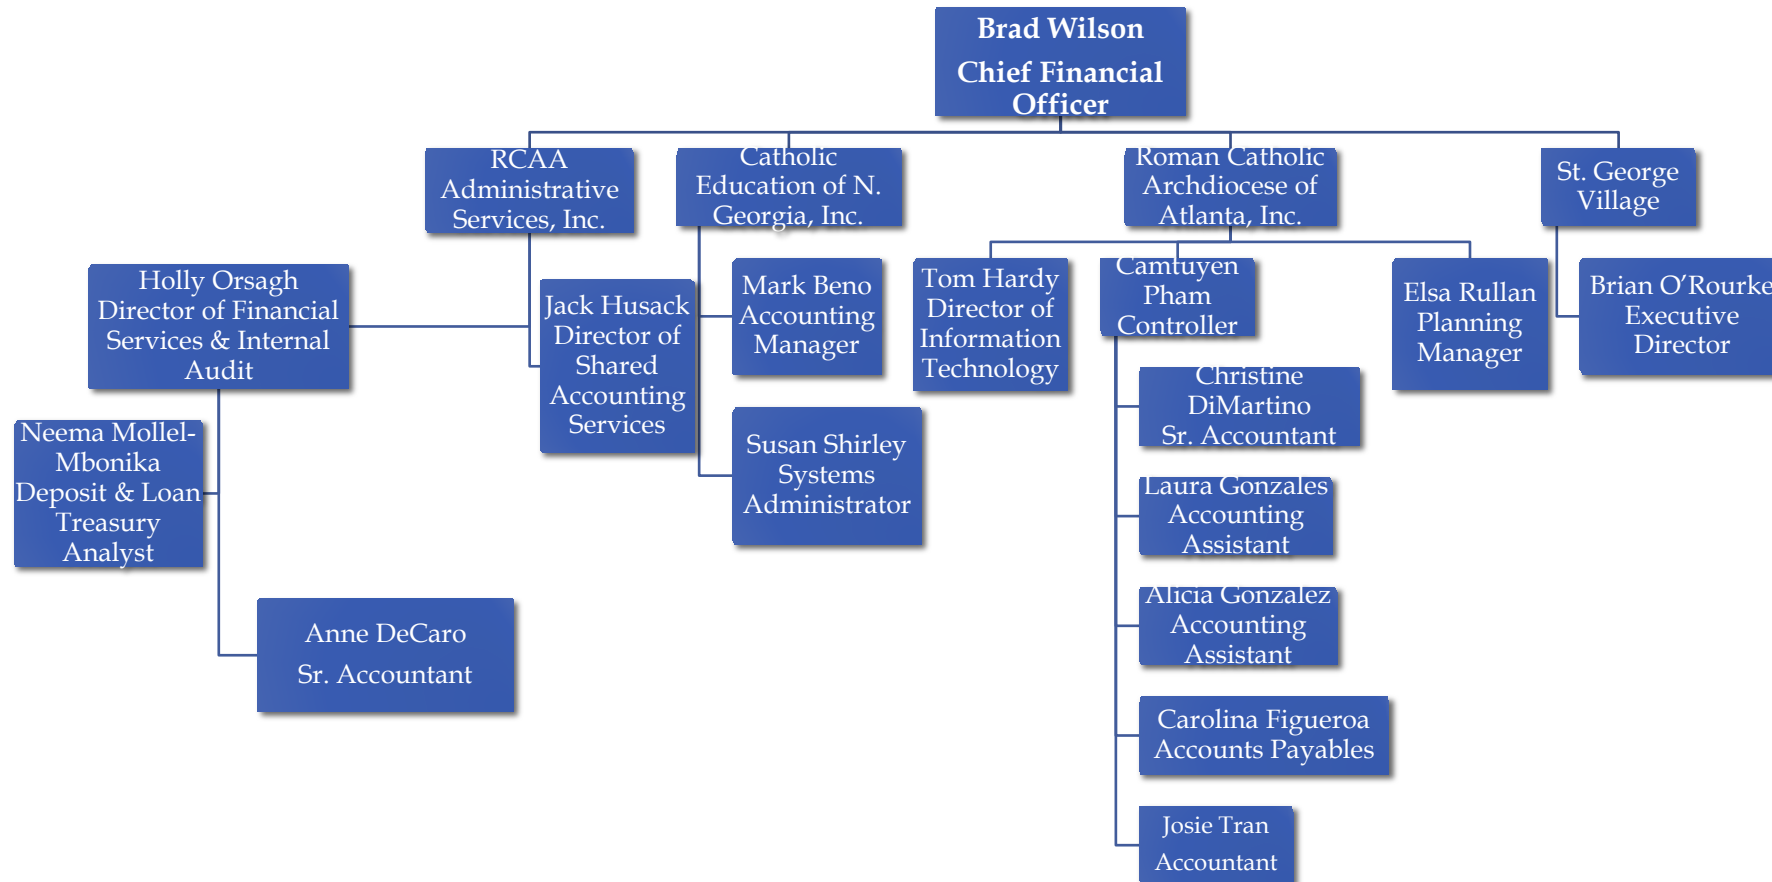 Brad Wilson
Chief Financial
Officer
RCAA
Administrative
Services, Inc.
Catholic
Education of N.
Georgia, Inc.
Roman Catholic
Archdiocese of
Atlanta, Inc.
St. George
Village
Holly Orsagh
Director of Financial
Services & Internal
Audit
Jack Husack
Director of
Shared
Accounting
Services
Mark Beno
Accounting
Manager
Tom Hardy
Director of
Information
Technology
Camtuyen
Pham
Controller
Elsa Rullan
Planning
Manager
Brian O’Rourke
Executive
Director
Neema Mollel-
Mbonika
Deposit & Loan
Treasury
Analyst
Susan Shirley
Systems
Administrator
Christine
DiMartino
Sr. Accountant
Laura Gonzales
Accounting
Assistant
Anne DeCaro
Sr. Accountant
Alicia Gonzalez
Accounting
Assistant
Carolina Figueroa
Accounts Payables
Josie Tran
Accountant